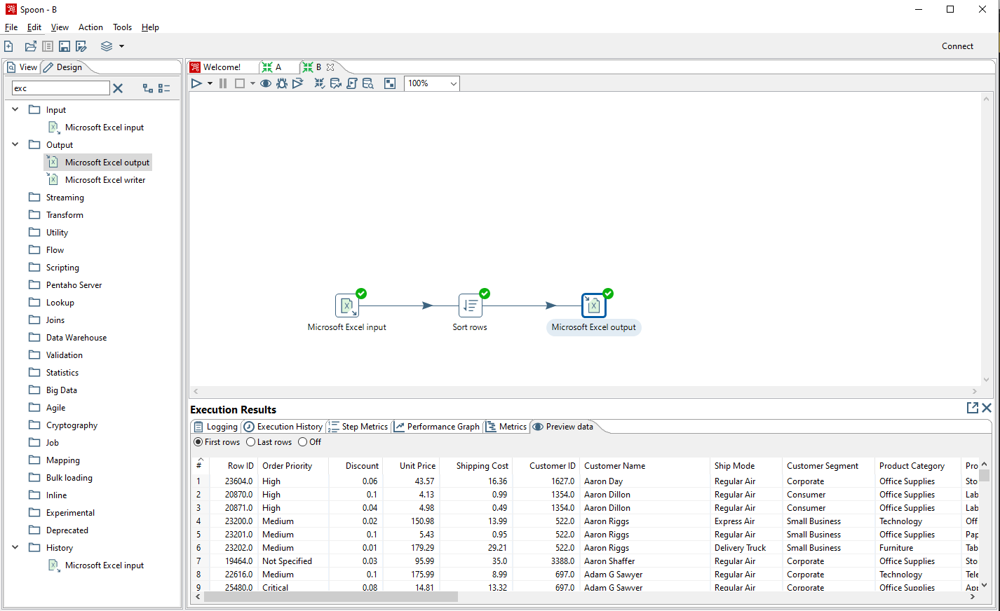 Spoon - B
File Edit View Action Tools Help
Connect
View Design
exc
Input
Microsoft Excel input
Output
Microsoft Excel output
Microsoft Excel writer
Streaming
Transform
Utility
Flow
Scripting
Pentaho Server
Lookup
Joins
Data Warehouse
Validation
Statistics
Big Data
Agile
Cryptography
Job
Mapping
Bulk loading
Inline
Experimental
Deprecated
History
Microsoft Excel input
Welcome! A B
100%
Microsoft Excel input Sort rows Microsoft Excel output
Execution Results
Logging Execution History Step Metrics Performance Graph Metrics Preview data
First rows Last rows Off
# Row ID Order Priority Discount Unit Price Shipping Cost Customer ID Customer Name Ship Mode Customer Segment Product Category Pro
1 23604.0 High 0.06 43.57 16.36 1627.0 Aaron Day Regular Air Corporate Office Supplies Sto
2 20870.0 High 0.1 4.13 0.99 1354.0 Aaron Dillon Regular Air Consumer Office Supplies Lab
3 20871.0 High 0.04 4.98 0.49 1354.0 Aaron Dillon Regular Air Consumer Office Supplies Lab
4 23200.0 Medium 0.02 150.98 13.99 522.0 Aaron Riggs Express Air Small Business Technology Off
5 23201.0 Medium 0.1 5.43 0.95 522.0 Aaron Riggs Regular Air Small Business Office Supplies Pap
6 23202.0 Medium 0.01 179.29 29.21 522.0 Aaron Riggs Delivery Truck Small Business Furniture Tab
7 19464.0 Not Specified 0.03 95.99 35.0 3388.0 Aaron Shaffer Regular Air Corporate Office Supplies Sto
8 22616.0 Medium 0.1 175.99 8.99 697.0 Adam G Sawyer Regular Air Corporate Technology Tele
9 25480.0 Critical 0.08 14.81 13.32 697.0 Adam G Sawyer Regular Air Corporate Office Supplies App